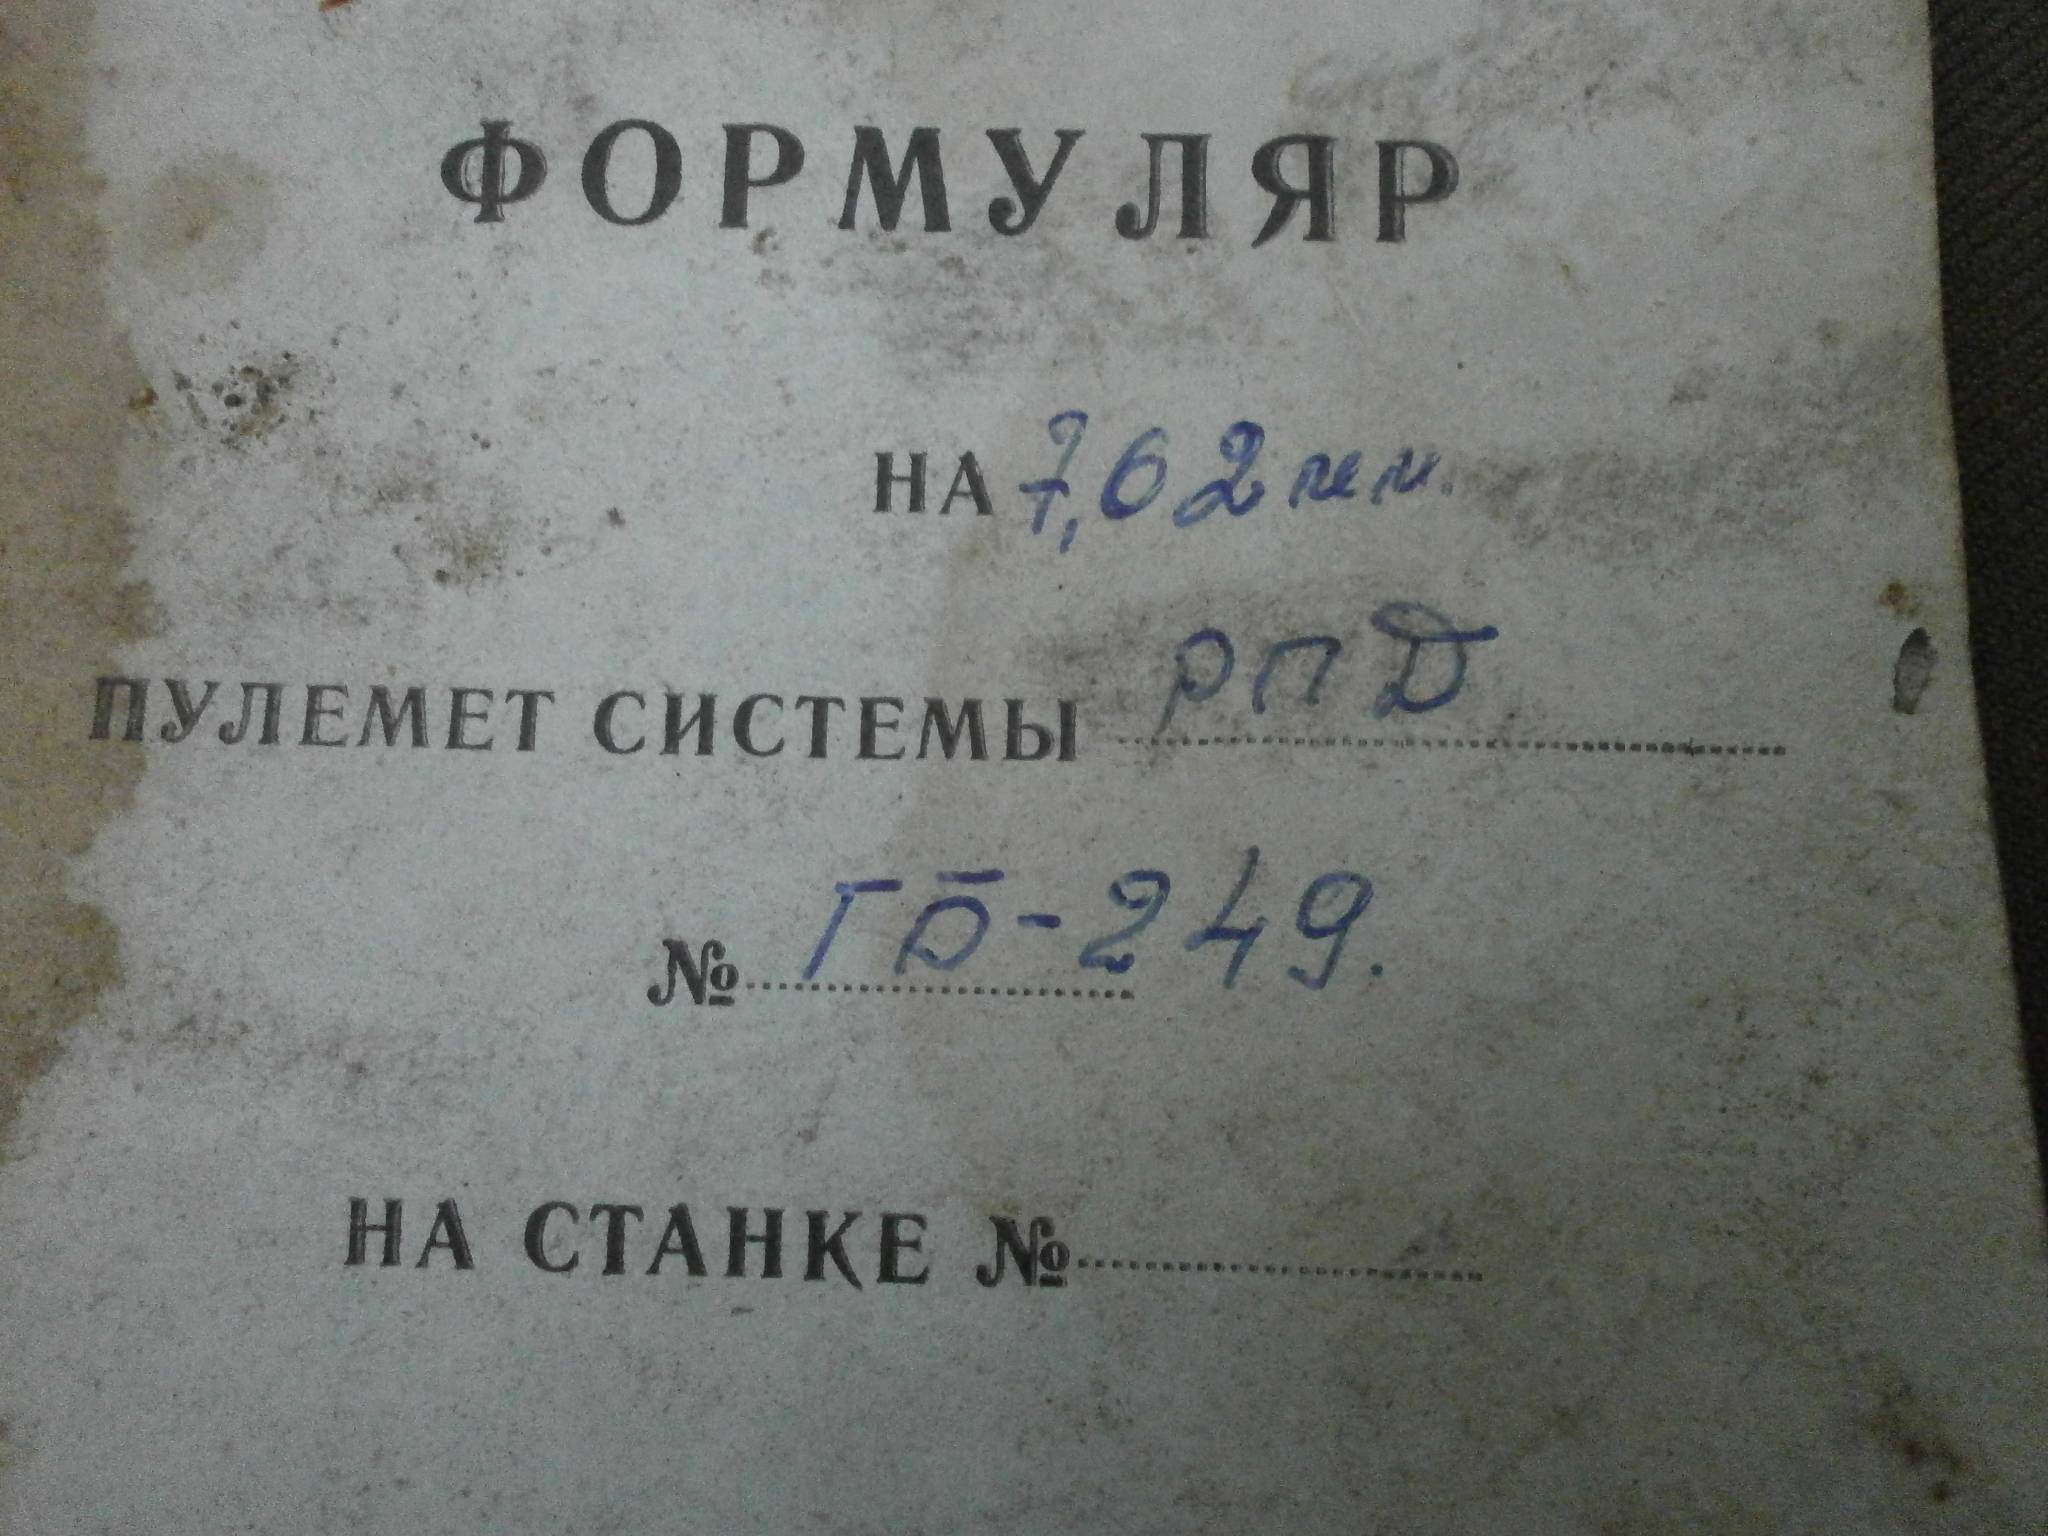 ФОРМУЛЯР
НА 7,62 мм.
ПУЛЕМЕТ СИСТЕМЫ РПД
№ ГБ-249.
НА СТАНКЕ №